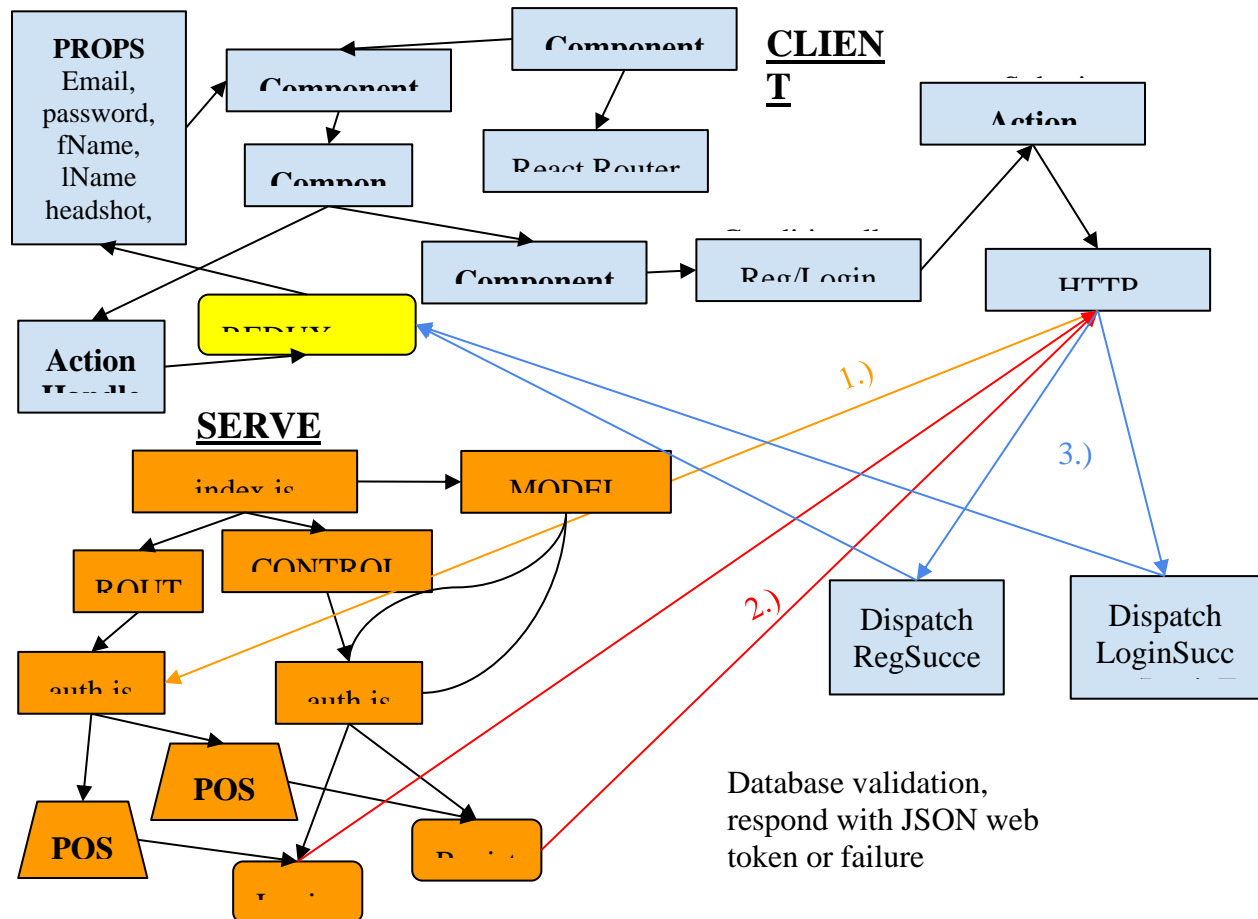 PROPS
Email,
password,
fName,
lName
headshot,
Component
Component
CLIEN
T
Action
Compon
React Router
Component
Reg/Login
HTTP
REDUX
Action
Handle
1.)
SERVE
index.js
MODEL
3.)
ROUT
CONTROL
2.)
Dispatch
RegSucce
Dispatch
LoginSucc
auth.js
auth.js
POS
POS
Database validation,
respond with JSON web
token or failure